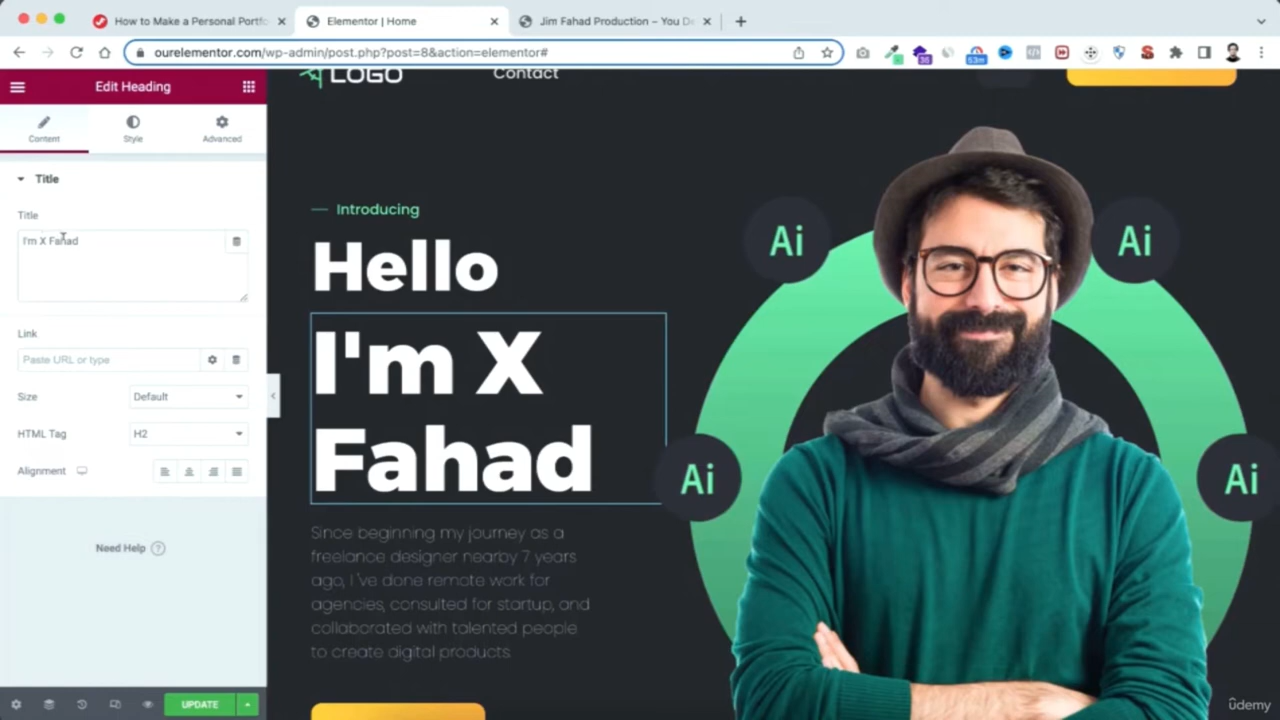 How to Make a Personal Portfo
Elementor | Home
Jim Fahad Production – You De
ourelementor.com/wp-admin/post.php?post=8&action=elementor#
36
53m
Edit Heading
LOGO
Contact
Content
Style
Advanced
Title
Title
I'm X Fahad
Link
Paste URL or type
Size
Default
HTML Tag
H2
Alignment
Need Help ?
UPDATE
Introducing
Hello
I'm X
Fahad
Since beginning my journey as a
freelance designer nearby 7 years
ago, I 've done remote work for
agencies, consulted for startup, and
collaborated with talented people
to create digital products.
Ai
Ai
Ai
Ai
ûdemy